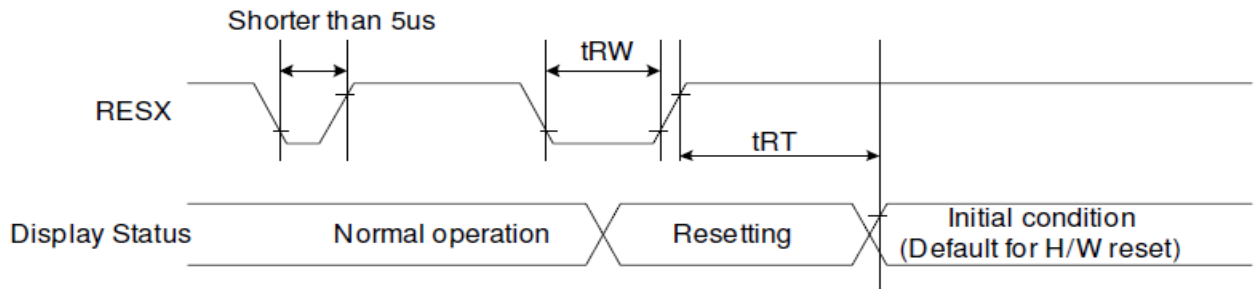 Shorter than 5us
tRW
RESX
tRT
Display Status
Normal operation
Resetting
Initial condition
(Default for H/W reset)